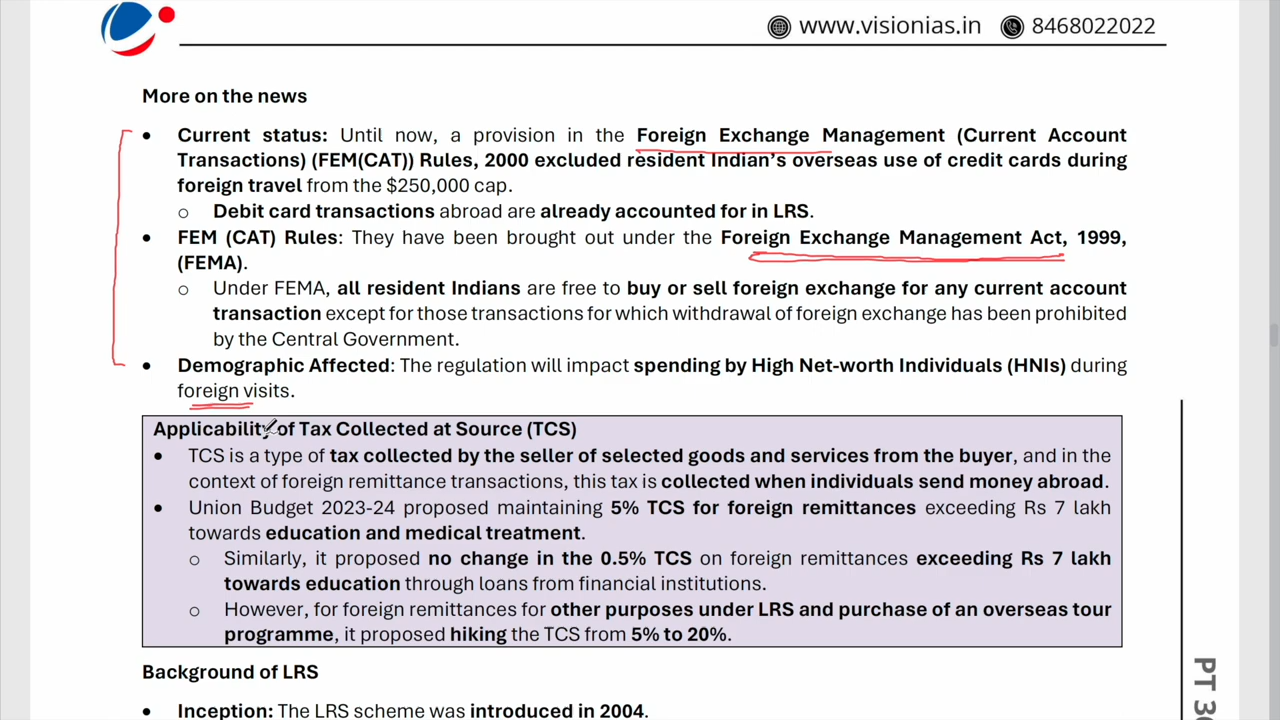 www.visionias.in 8468022022
More on the news
• Current status: Until now, a provision in the Foreign Exchange Management (Current Account
Transactions) (FEM(CAT)) Rules, 2000 excluded resident Indian's overseas use of credit cards during
foreign travel from the $250,000 cap.
o Debit card transactions abroad are already accounted for in LRS.
• FEM (CAT) Rules: They have been brought out under the Foreign Exchange Management Act, 1999,
(FEMA).
o Under FEMA, all resident Indians are free to buy or sell foreign exchange for any current account
transaction except for those transactions for which withdrawal of foreign exchange has been prohibited
by the Central Government.
• Demographic Affected: The regulation will impact spending by High Net-worth Individuals (HNIs) during
foreign visits.
Applicability of Tax Collected at Source (TCS)
• TCS is a type of tax collected by the seller of selected goods and services from the buyer, and in the
context of foreign remittance transactions, this tax is collected when individuals send money abroad.
• Union Budget 2023-24 proposed maintaining 5% TCS for foreign remittances exceeding Rs 7 lakh
towards education and medical treatment.
o Similarly, it proposed no change in the 0.5% TCS on foreign remittances exceeding Rs 7 lakh
towards education through loans from financial institutions.
o However, for foreign remittances for other purposes under LRS and purchase of an overseas tour
programme, it proposed hiking the TCS from 5% to 20%.
Background of LRS
• Inception: The LRS scheme was introduced in 2004.
PT